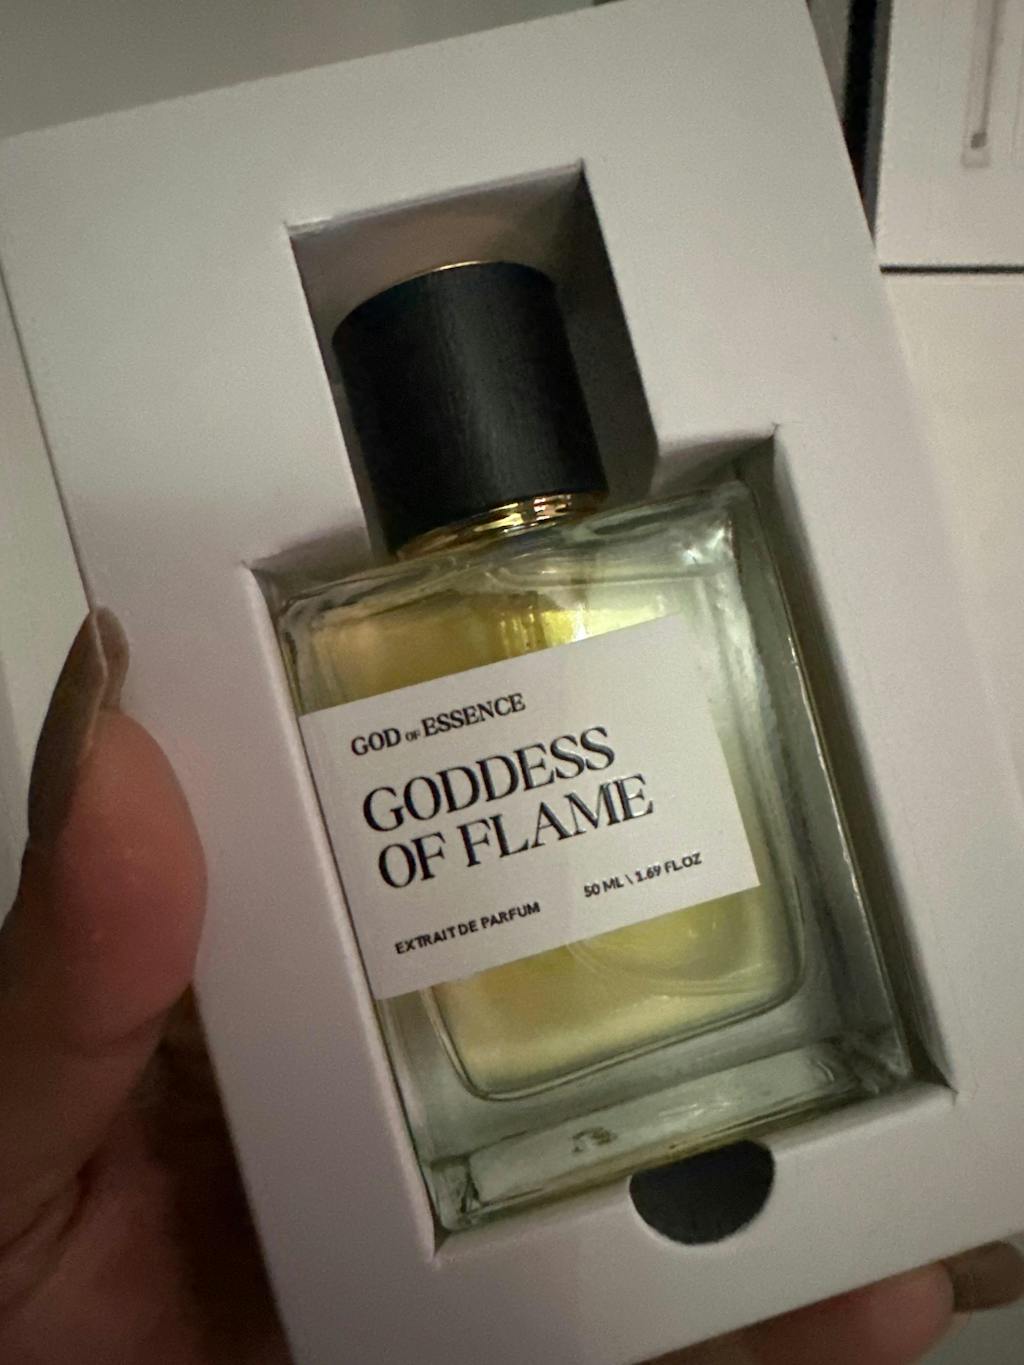 GOD OF ESSENCE
GODDESS
OF FLAME
EXTRAIT DE PARFUM
50 ML \ 1.69 FL.OZ